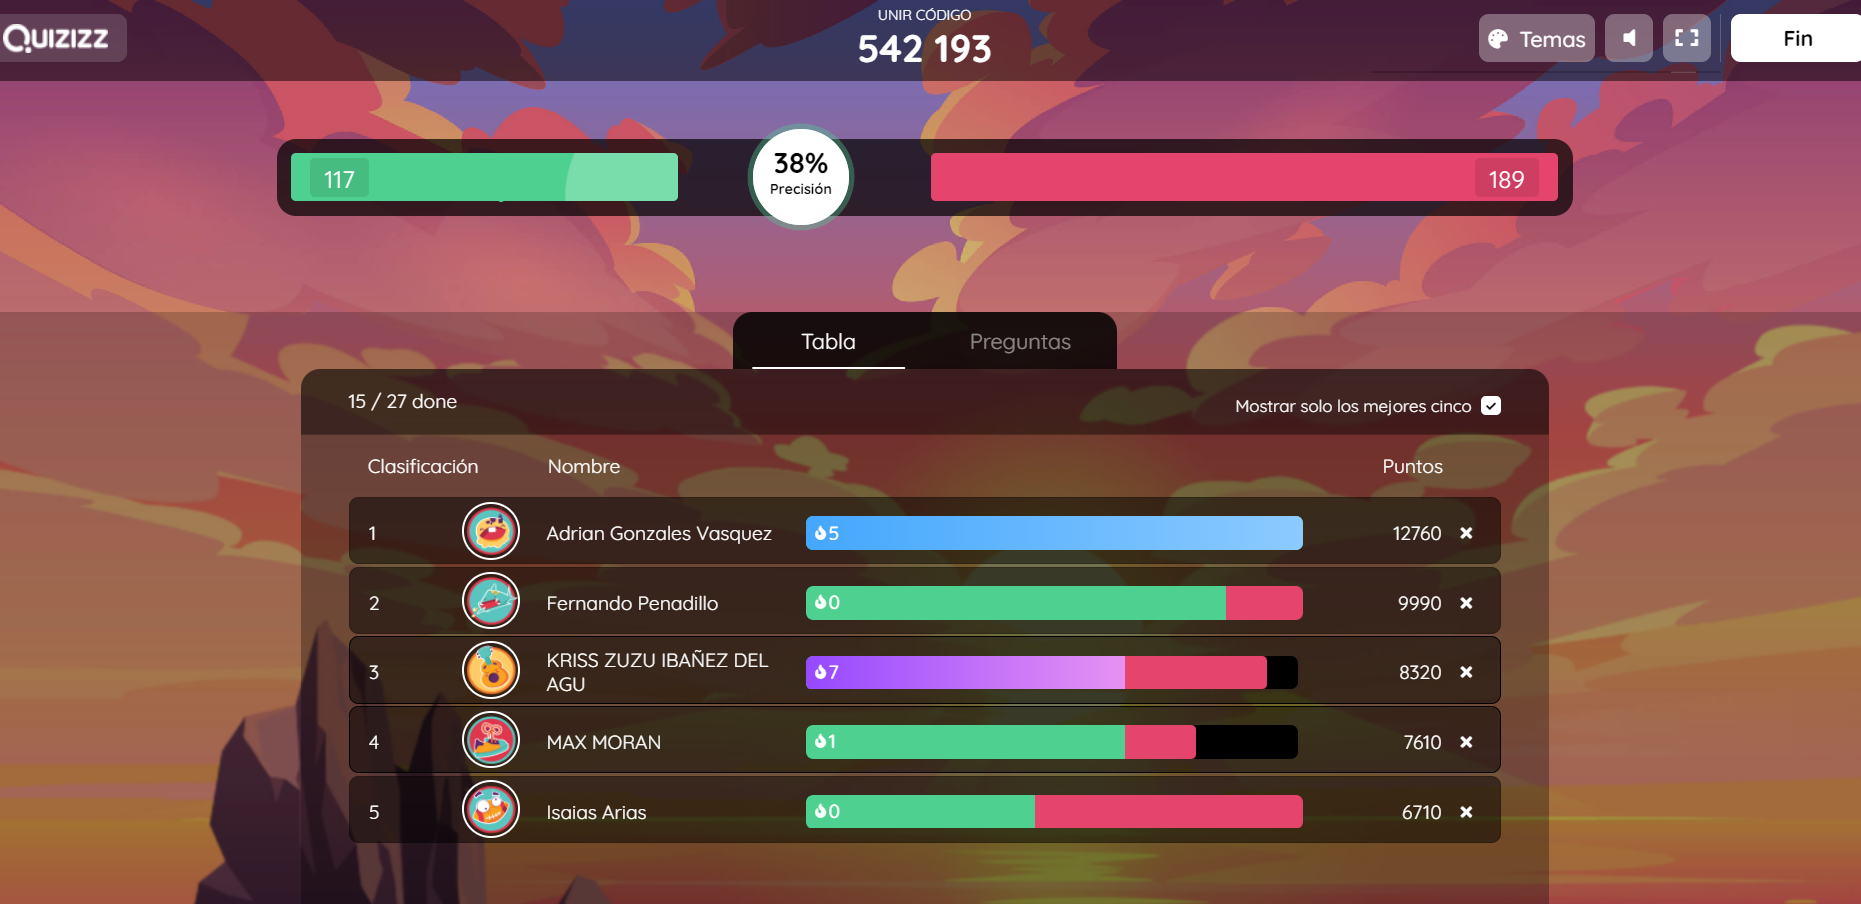 QUIZIZZ
UNIR CÓDIGO
542 193
Temas
Fin
117
38%
Precisión
189
Tabla
Preguntas
15 / 27 done
Mostrar solo los mejores cinco
Clasificación Nombre Puntos
1 Adrian Gonzales Vasquez 5 12760
2 Fernando Penadillo 0 9990
3 KRISS ZUZU IBAÑEZ DEL
AGU 7 8320
4 MAX MORAN 1 7610
5 Isaias Arias 0 6710